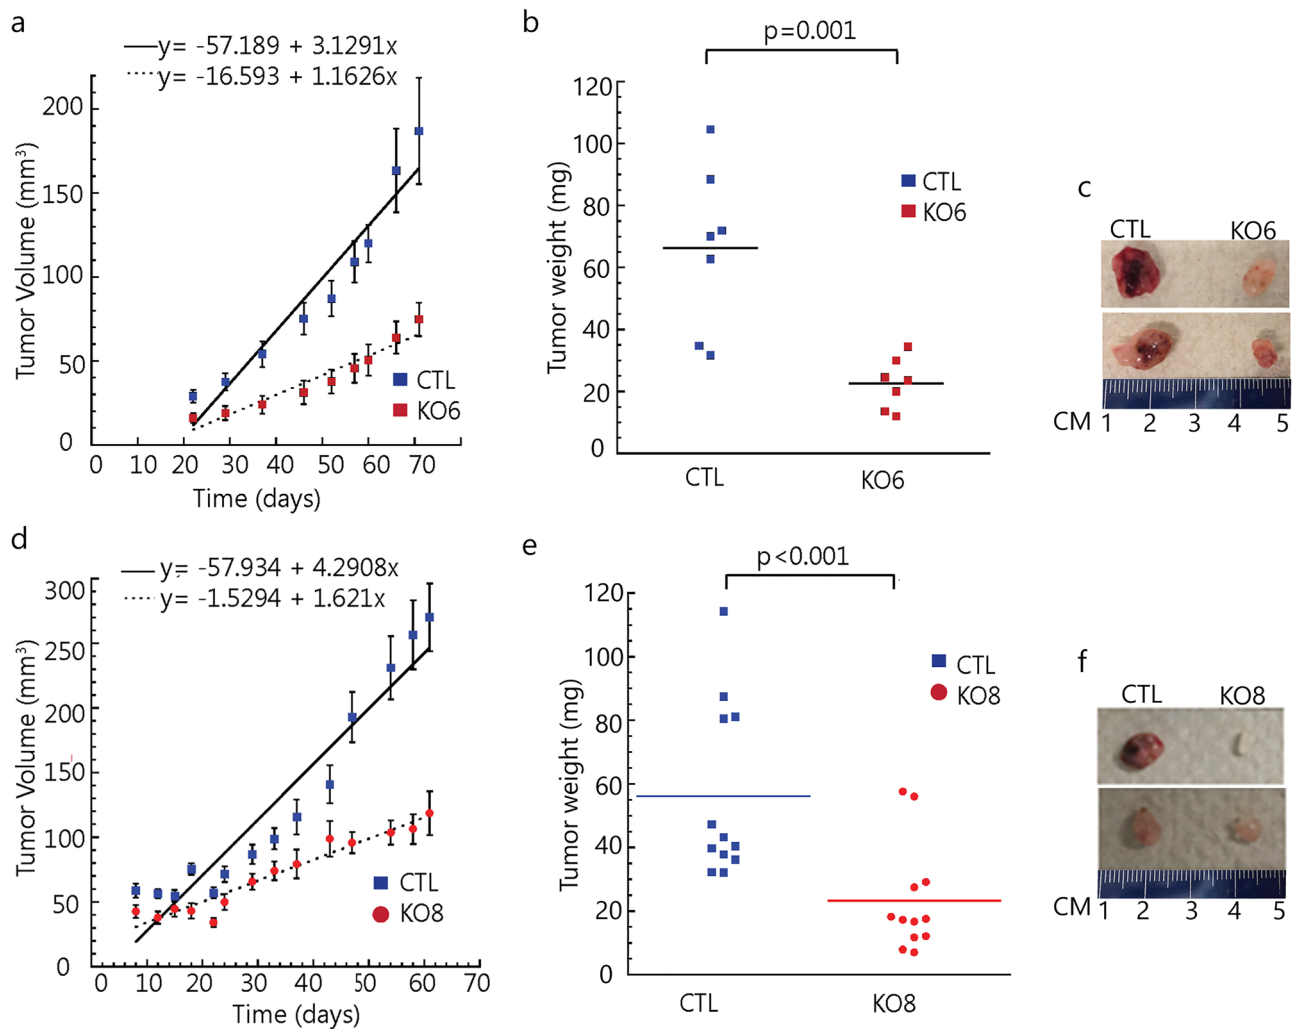 a
y= -57.189 + 3.1291x
y= -16.593 + 1.1626x
Tumor Volume (mm³)
200
150
100
50
0
CTL
KO6
0 10 20 30 40 50 60 70
Time (days)
b
p=0.001
Tumor weight (mg)
120
100
80
60
40
20
0
CTL
KO6
CTL
KO6
c
CTL KO6
CM 1 2 3 4 5
d
y= -57.934 + 4.2908x
y= -1.5294 + 1.621x
Tumor Volume (mm³)
300
250
200
150
100
50
0
CTL
KO8
10 20 30 40 50 60 70
Time (days)
e
p<0.001
Tumor weight (mg)
120
100
80
60
40
20
0
CTL
KO8
CTL
KO8
f
CTL KO8
CM 1 2 3 4 5